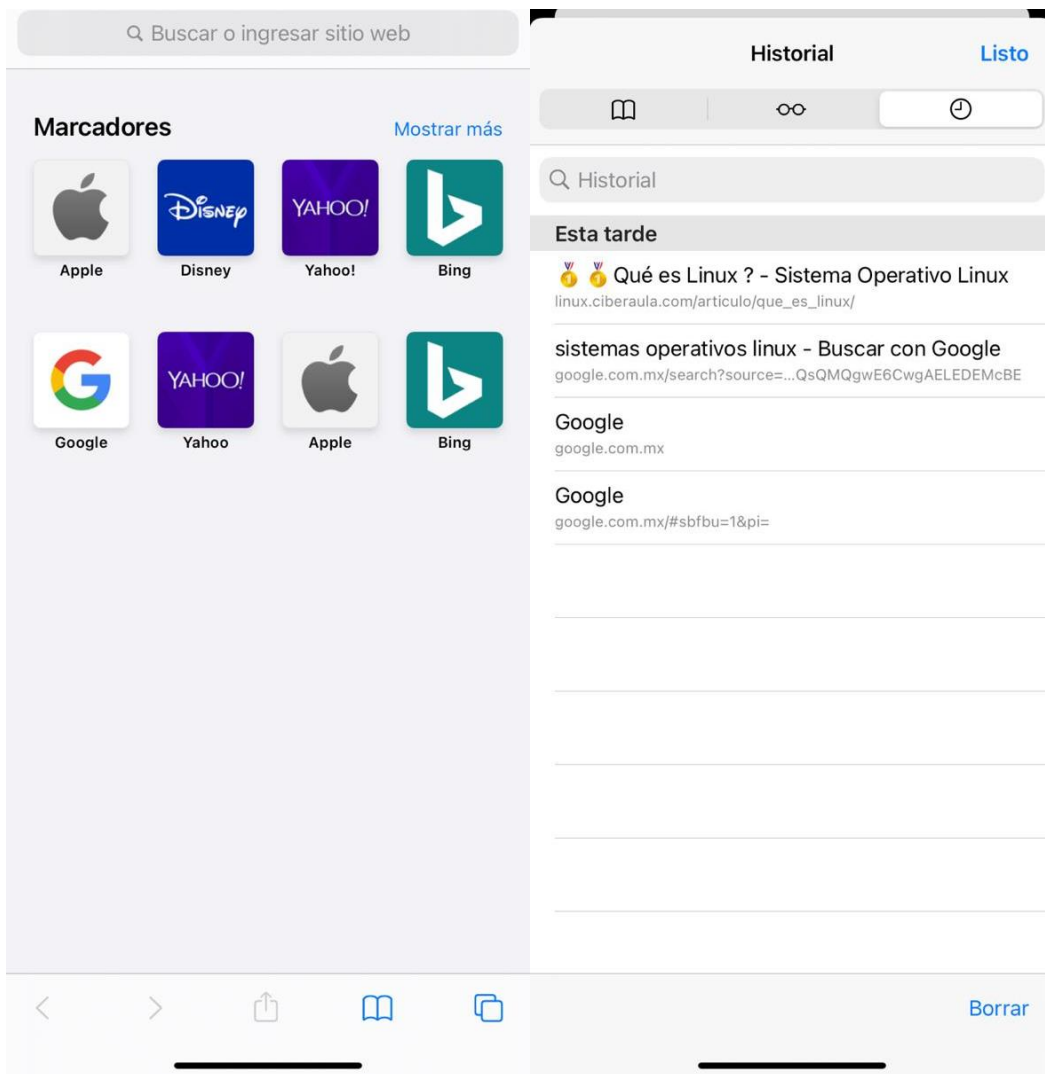 Buscar o ingresar sitio web
Marcadores
Mostrar más
Disney
YAHOO!
Apple
Disney
Yahoo!
Bing
YAHOO!
Google
Yahoo
Apple
Bing
Historial
Listo
Historial
Esta tarde
Qué es Linux ? - Sistema Operativo Linux
linux.ciberaula.com/articulo/que_es_linux/
sistemas operativos linux - Buscar con Google
google.com.mx/search?source=...QsQMQgwE6CwgAELEDEMcBE
Google
google.com.mx
Google
google.com.mx/#sbfbu=1&pi=
Borrar